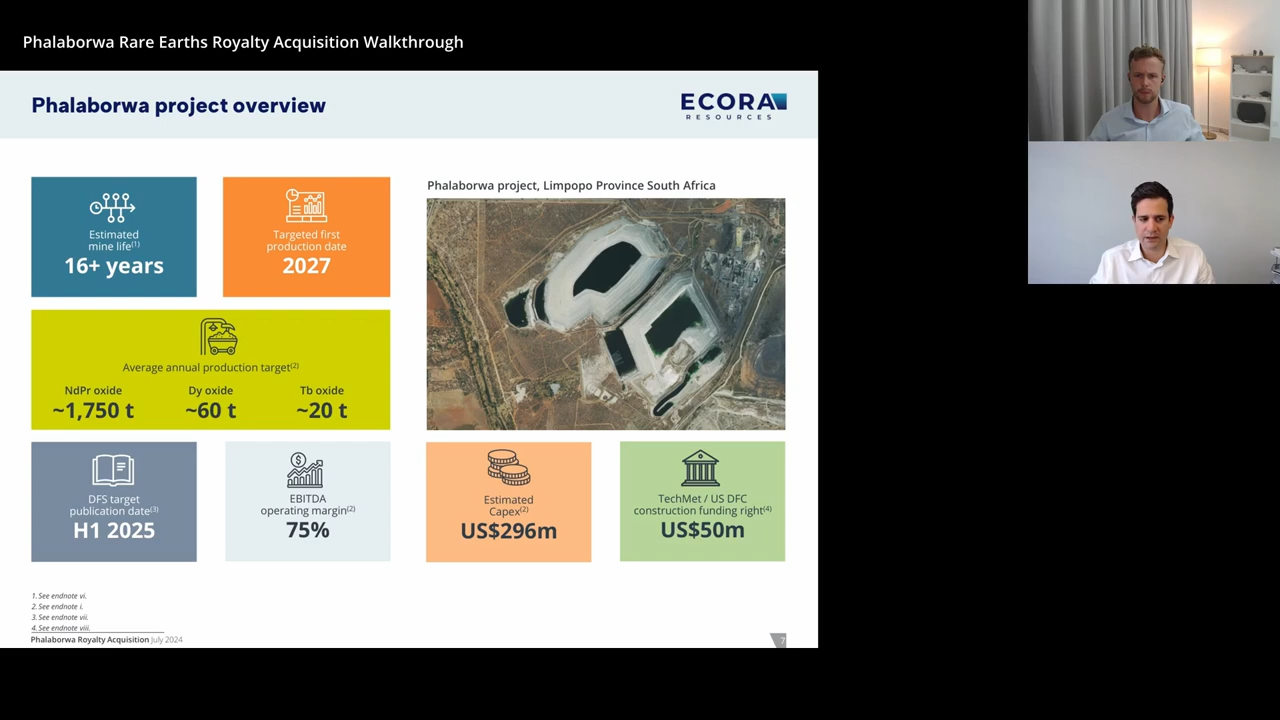 Phalaborwa Rare Earths Royalty Acquisition Walkthrough
Phalaborwa project overview
ECORA
RESOURCES
Estimated
mine life(1)
16+ years
Targeted first
production date
2027
Phalaborwa project, Limpopo Province South Africa
Average annual production target(2)
NdPr oxide
~1,750 t
Dy oxide
~60 t
Tb oxide
~20 t
DFS target
publication date(3)
H1 2025
EBITDA
operating margin(2)
75%
Estimated
Capex(2)
US$296m
TechMet / US DFC
construction funding right(4)
US$50m
1. See endnote vi.
2. See endnote i.
3. See endnote vii.
4. See endnote viii.
Phalaborwa Royalty Acquisition July 2024
7